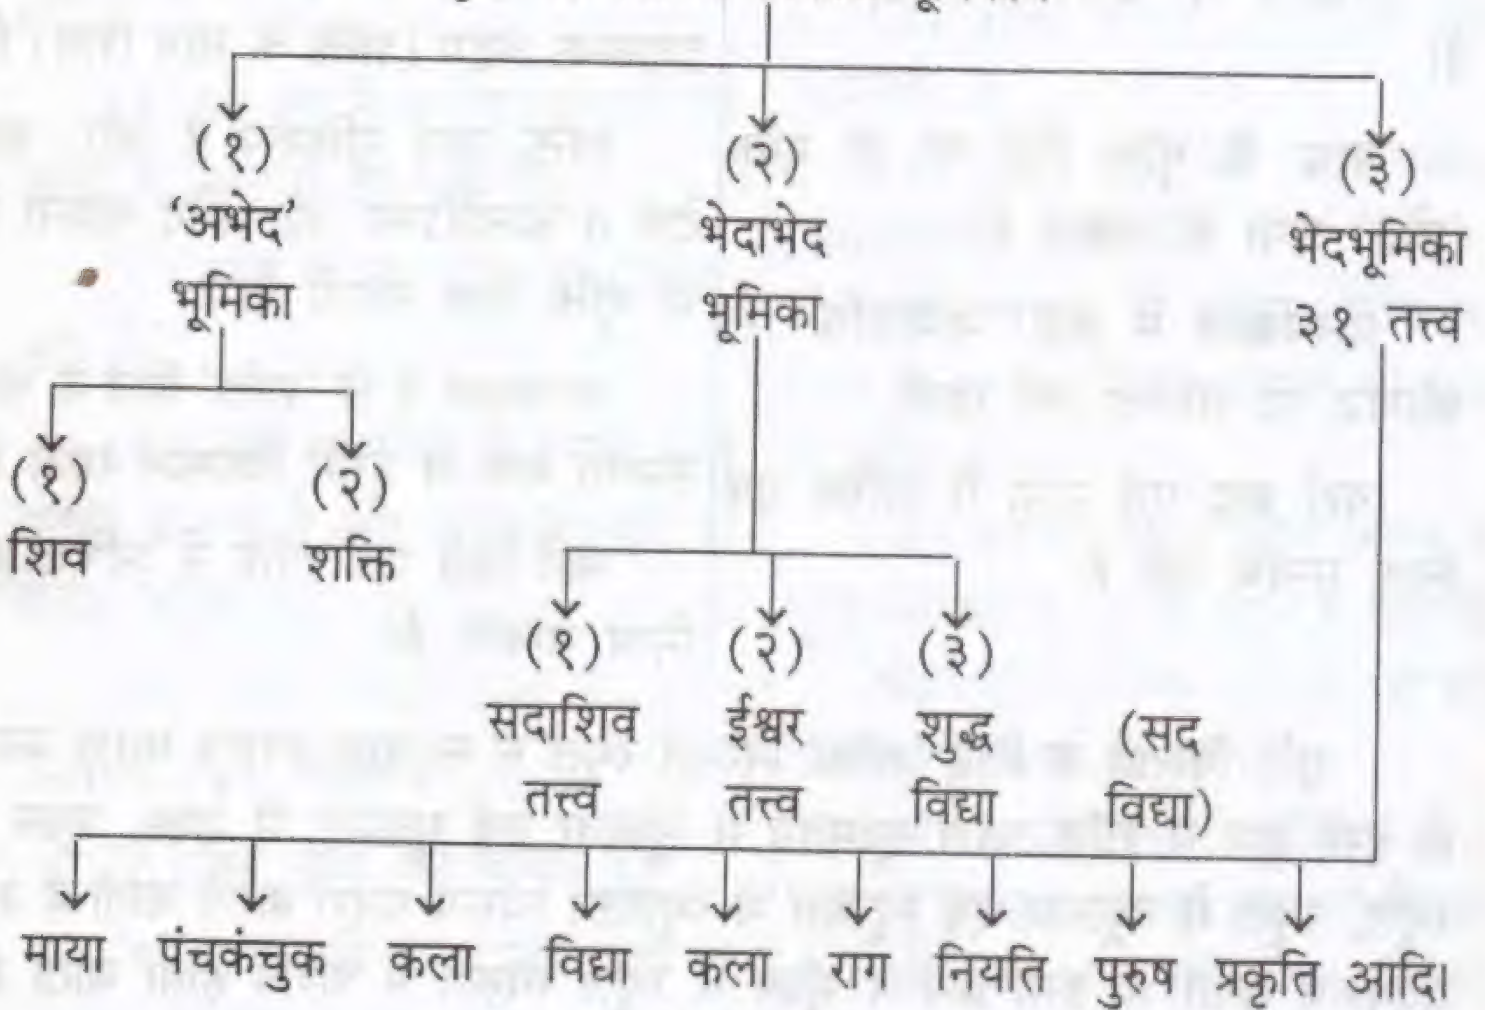 (१) (२) (३)
‘अभेद’ भेदाभेद भेदभूमिका
भूमिका भूमिका ३१ तत्त्व
(१) (२)
शिव शक्ति
(१) (२) (३)
सदाशिव ईश्वर शुद्ध (सद
तत्त्व तत्त्व विद्या विद्या)
माया पंचकंचुक कला विद्या कला राग नियति पुरुष प्रकृति आदि।